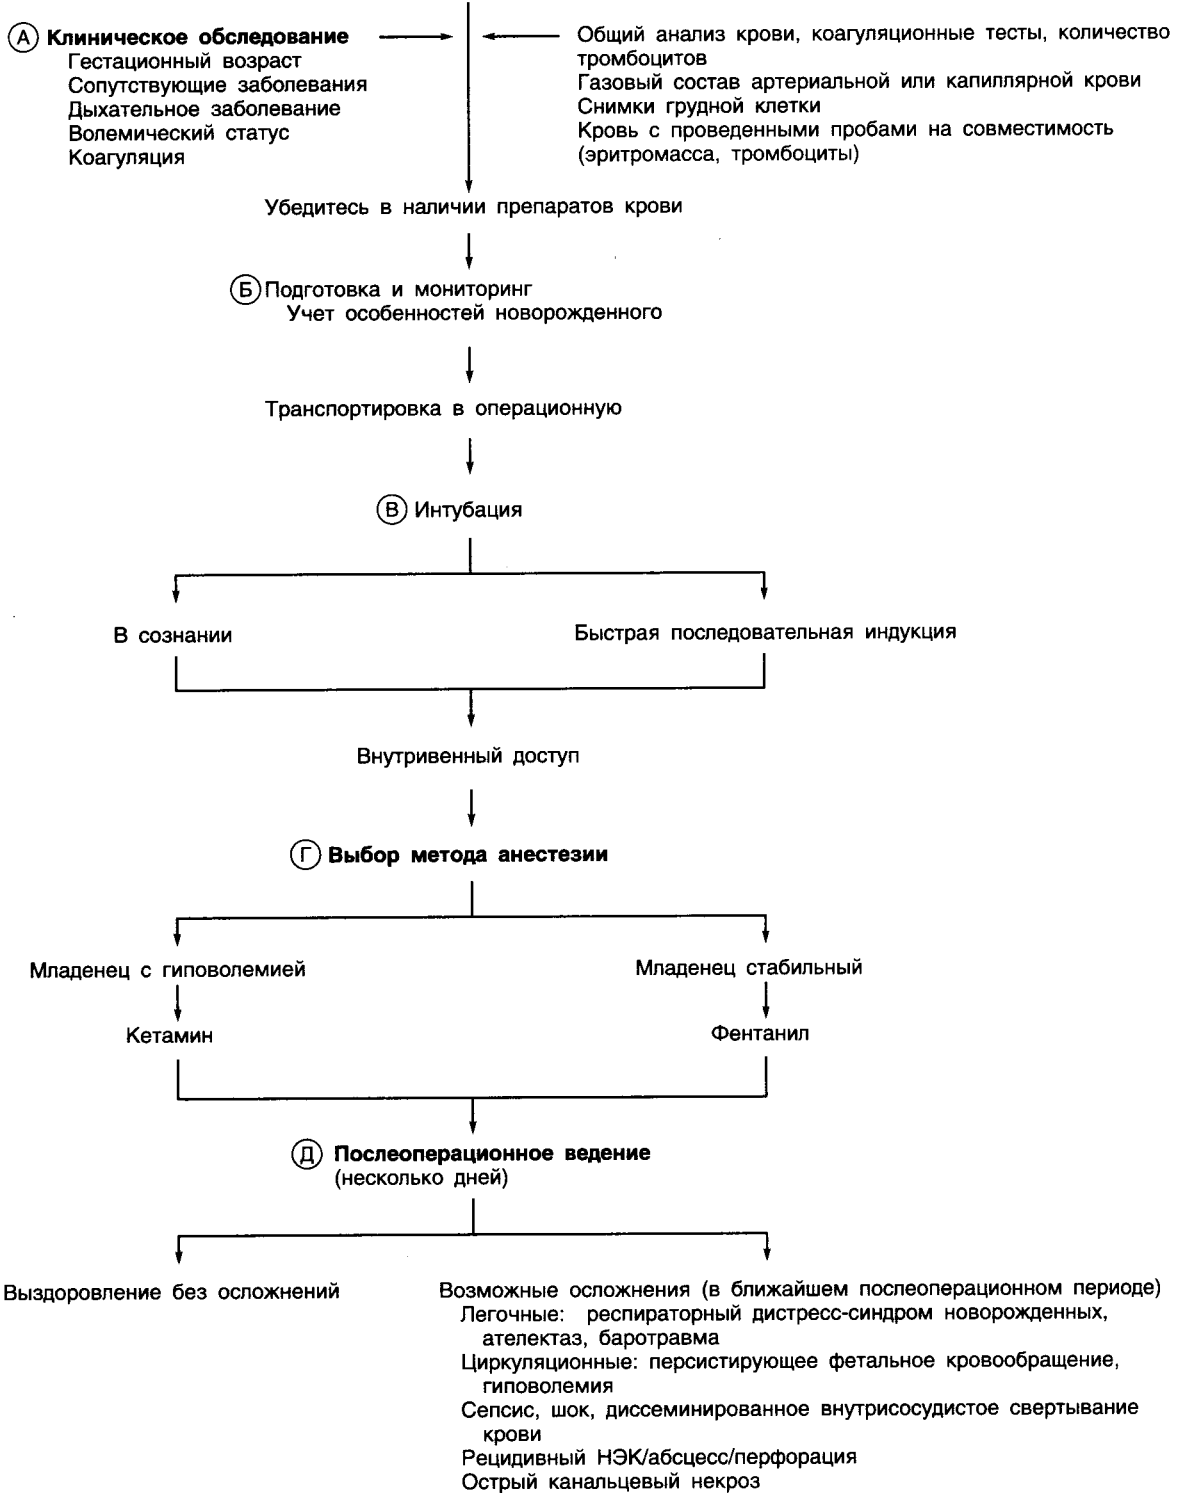 А Клиническое обследование
Гестационный возраст
Сопутствующие заболевания
Дыхательное заболевание
Волемический статус
Коагуляция
Общий анализ крови, коагуляционные тесты, количество
тромбоцитов
Газовый состав артериальной или капиллярной крови
Снимки грудной клетки
Кровь с проведенными пробами на совместимость
(эритромасса, тромбоциты)
Убедитесь в наличии препаратов крови
Б Подготовка и мониторинг
Учет особенностей новорожденного
Транспортировка в операционную
В Интубация
В сознании
Быстрая последовательная индукция
Внутривенный доступ
Г Выбор метода анестезии
Младенец с гиповолемией
Младенец стабильный
Кетамин
Фентанил
Д Послеоперационное ведение
(несколько дней)
Выздоровление без осложнений
Возможные осложнения (в ближайшем послеоперационном периоде)
Легочные: респираторный дистресс-синдром новорожденных,
ателектаз, баротравма
Циркуляционные: персистирующее фетальное кровообращение,
гиповолемия
Сепсис, шок, диссеминированное внутрисосудистое свертывание
крови
Рецидивный НЭК/абсцесс/перфорация
Острый канальцевый некроз